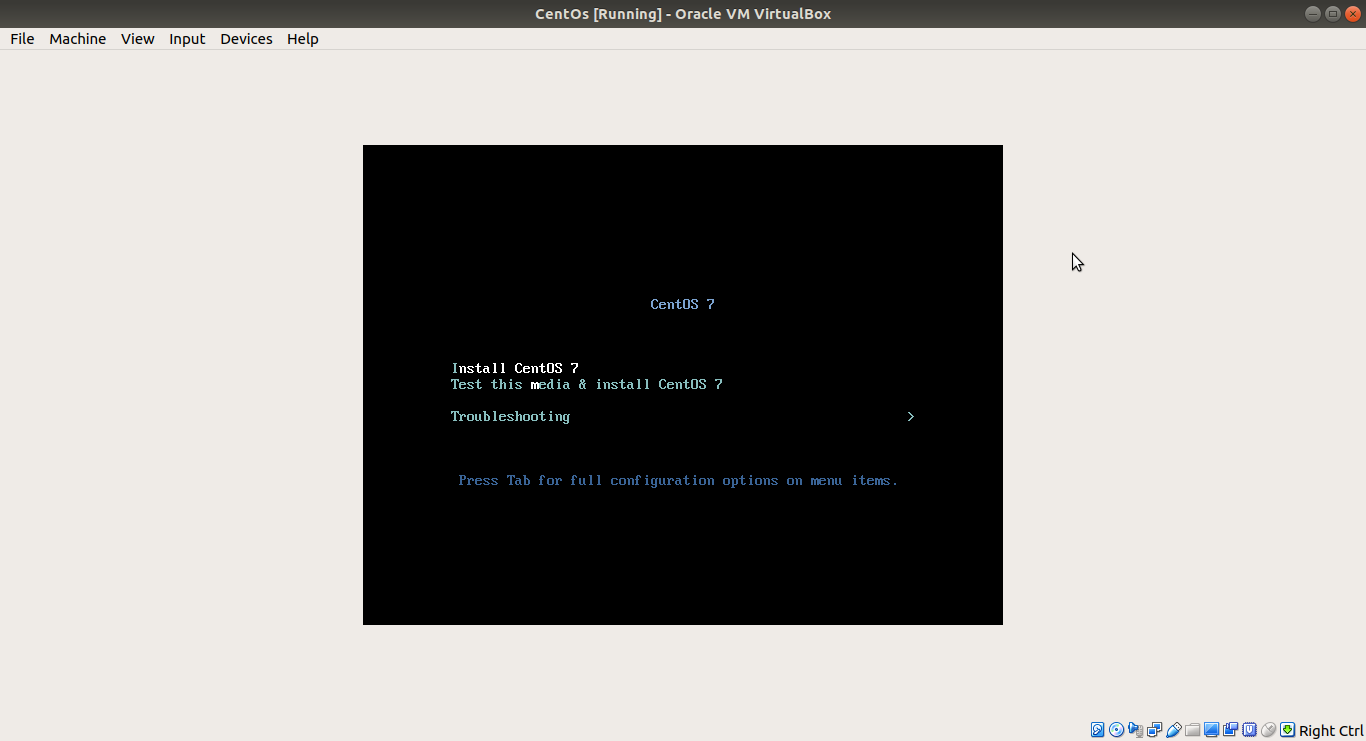 CentOs [Running] - Oracle VM VirtualBox
File Machine View Input Devices Help
CentOS 7
Install CentOS 7
Test this media & install CentOS 7
Troubleshooting >
Press Tab for full configuration options on menu items.
Right Ctrl